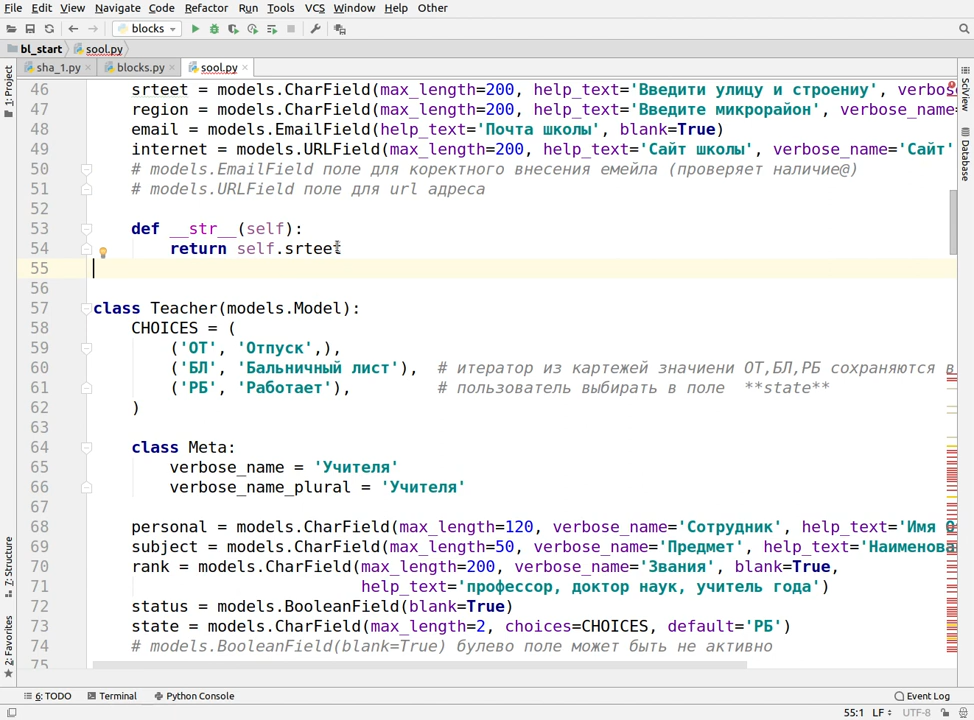 File Edit View Navigate Code Refactor Run Tools VCS Window Help Other
blocks
bl_start sool.py
sha_1.py blocks.py sool.py
1: Project
SciView
Database
7: Structure
2: Favorites
46 srteet = models.CharField(max_length=200, help_text='Введити улицу и строениу', verbos
47 region = models.CharField(max_length=200, help_text='Введите микрорайон', verbose_name=
48 email = models.EmailField(help_text='Почта школы', blank=True)
49 internet = models.URLField(max_length=200, help_text='Сайт школы', verbose_name='Сайт'
50 # models.EmailField поле для коректного внесения емейла (проверяет наличие@)
51 # models.URLField поле для url адреса
52
53 def __str__(self):
54 return self.srteet
55
56
57 class Teacher(models.Model):
58 CHOICES = (
59 ('ОТ', 'Отпуск',),
60 ('БЛ', 'Бальничный лист'), # итератор из картежей значени ОТ,БЛ,РБ сохраняются в
61 ('РБ', 'Работает'), # пользователь выбирать в поле **state**
62 )
63
64 class Meta:
65 verbose_name = 'Учителя'
66 verbose_name_plural = 'Учителя'
67
68 personal = models.CharField(max_length=120, verbose_name='Сотрудник', help_text='Имя О
69 subject = models.CharField(max_length=50, verbose_name='Предмет', help_text='Наименова
70 rank = models.CharField(max_length=200, verbose_name='Звания', blank=True,
71 help_text='профессор, доктор наук, учитель года')
72 status = models.BooleanField(blank=True)
73 state = models.CharField(max_length=2, choices=CHOICES, default='РБ')
74 # models.BooleanField(blank=True) булево поле может быть не активно
75
6: TODO Terminal Python Console Event Log
55:1 LF UTF-8